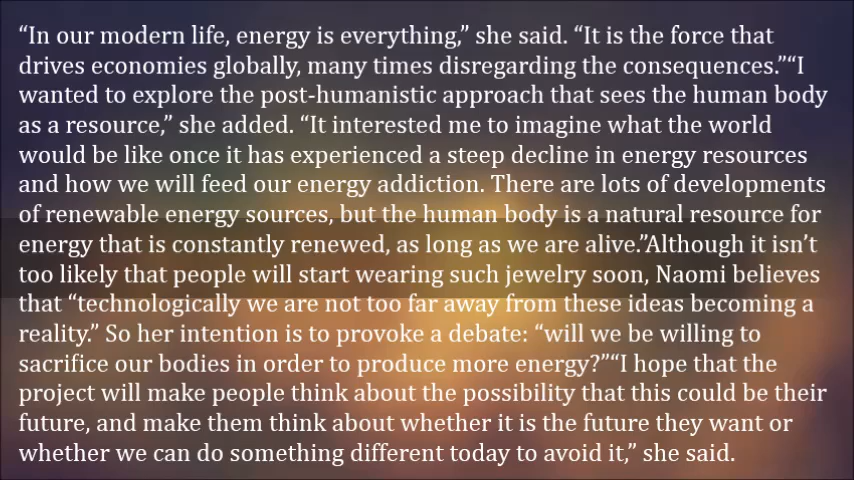 “In our modern life, energy is everything,” she said. “It is the force that
drives economies globally, many times disregarding the consequences.”“I
wanted to explore the post-humanistic approach that sees the human body
as a resource,” she added. “It interested me to imagine what the world
would be like once it has experienced a steep decline in energy resources
and how we will feed our energy addiction. There are lots of developments
of renewable energy sources, but the human body is a natural resource for
energy that is constantly renewed, as long as we are alive.”Although it isn’t
too likely that people will start wearing such jewelry soon, Naomi believes
that “technologically we are not too far away from these ideas becoming a
reality.” So her intention is to provoke a debate: “will we be willing to
sacrifice our bodies in order to produce more energy?”“I hope that the
project will make people think about the possibility that this could be their
future, and make them think about whether it is the future they want or
whether we can do something different today to avoid it,” she said.